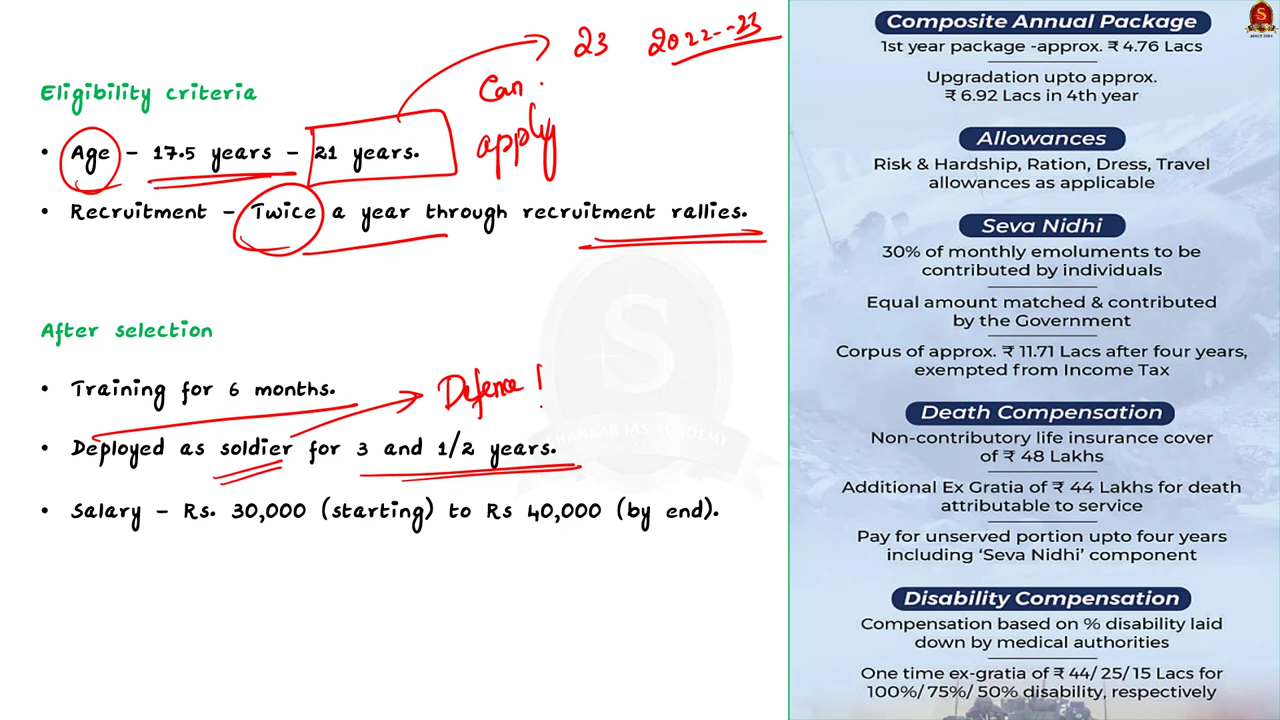 Eligibility criteria
• Age – 17.5 years – 21 years.
• Recruitment – Twice a year through recruitment rallies.
23 2022--23
Can
apply
After selection
• Training for 6 months.
• Deployed as soldier for 3 and 1/2 years.
Defence!
• Salary – Rs. 30,000 (starting) to Rs 40,000 (by end).
SHANKAR IAS ACADEMY
Composite Annual Package
1st year package -approx. ₹ 4.76 Lacs
Upgradation upto approx.
₹ 6.92 Lacs in 4th year
Allowances
Risk & Hardship, Ration, Dress, Travel
allowances as applicable
Seva Nidhi
30% of monthly emoluments to be
contributed by individuals
Equal amount matched & contributed
by the Government
Corpus of approx. ₹ 11.71 Lacs after four years,
exempted from Income Tax
Death Compensation
Non-contributory life insurance cover
of ₹ 48 Lakhs
Additional Ex Gratia of ₹ 44 Lakhs for death
attributable to service
Pay for unserved portion upto four years
including ‘Seva Nidhi’ component
Disability Compensation
Compensation based on % disability laid
down by medical authorities
One time ex-gratia of ₹ 44/ 25/ 15 Lacs for
100%/ 75%/ 50% disability, respectively